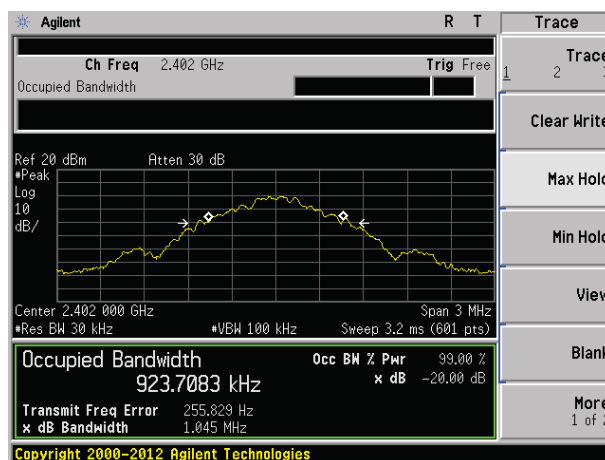 Agilent R T Trace
Ch Freq 2.402 GHz Trig Free
Occupied Bandwidth
Trace
1 2
Clear Write
Max Hold
Min Hold
View
Blank
More
1 of 2
Ref 20 dBm Atten 30 dB
#Peak
Log
10
dB/
Center 2.402 000 GHz Span 3 MHz
#Res BW 30 kHz #VBW 100 kHz Sweep 3.2 ms (601 pts)
Occupied Bandwidth Occ BW % Pwr 99.00 %
923.7083 kHz x dB -20.00 dB
Transmit Freq Error 255.829 Hz
x dB Bandwidth 1.045 MHz
Copyright 2000-2012 Agilent Technologies